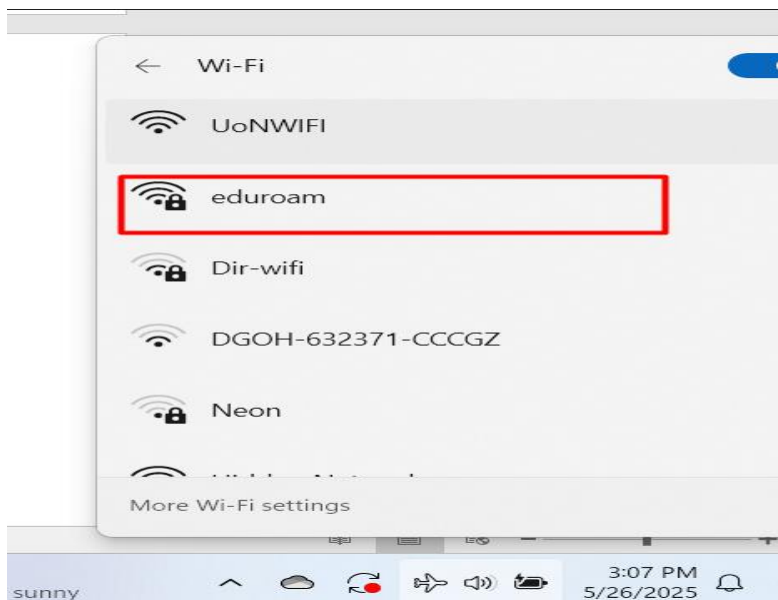 Wi-Fi
UoNWIFI
eduroam
Dir-wifi
DGOH-632371-CCCGZ
Neon
More Wi-Fi settings
sunny
3:07 PM
5/26/2025